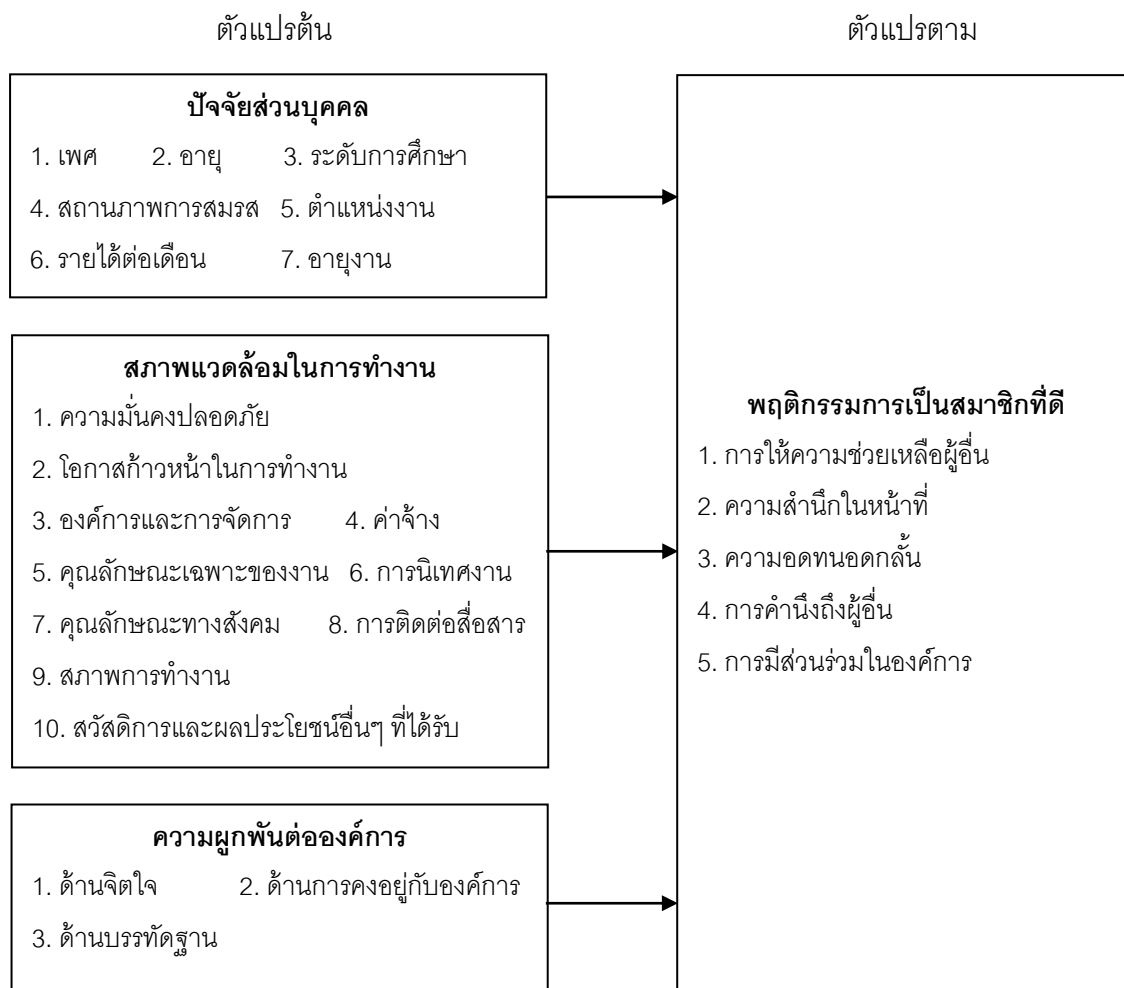 ตัวแปรต้น
ตัวแปรตาม
ปัจจัยส่วนบุคคล
1. เพศ 2. อายุ 3. ระดับการศึกษา
4. สถานภาพการสมรส 5. ตำแหน่งงาน
6. รายได้ต่อเดือน 7. อายุงาน
สภาพแวดล้อมในการทำงาน
1. ความมั่นคงปลอดภัย
2. โอกาสก้าวหน้าในการทำงาน
3. องค์การและการจัดการ 4. ค่าจ้าง
5. คุณลักษณะเฉพาะของงาน 6. การนิเทศงาน
7. คุณลักษณะทางสังคม 8. การติดต่อสื่อสาร
9. สภาพการทำงาน
10. สวัสดิการและผลประโยชน์อื่นๆ ที่ได้รับ
ความผูกพันต่อองค์การ
1. ด้านจิตใจ 2. ด้านการคงอยู่กับองค์การ
3. ด้านบรรทัดฐาน
พฤติกรรมการเป็นสมาชิกที่ดี
1. การให้ความช่วยเหลือผู้อื่น
2. ความสำนึกในหน้าที่
3. ความอดทนอดกลั้น
4. การคำนึงถึงผู้อื่น
5. การมีส่วนร่วมในองค์การ